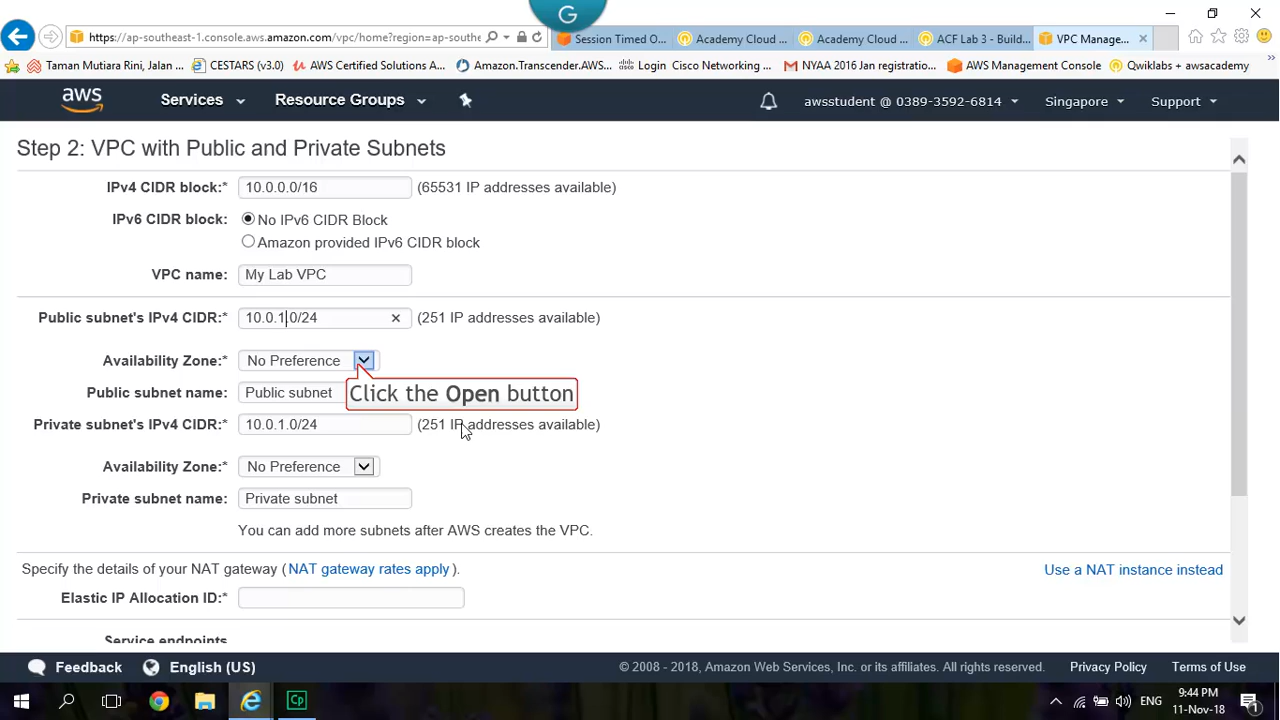 G
https://ap-southeast-1.console.aws.amazon.com/vpc/home?region=ap-southe
Session Timed O...
Academy Cloud ...
Academy Cloud ...
ACF Lab 3 - Build...
VPC Manage...
Taman Mutiara Rini, Jalan ...
CESTARS (v3.0)
AWS Certified Solutions A...
Amazon.Transcender.AWS...
Login Cisco Networking ...
NYAA 2016 Jan registratio...
AWS Management Console
Qwiklabs + awsacademy
aws
Services
Resource Groups
awsstudent @ 0389-3592-6814
Singapore
Support
Step 2: VPC with Public and Private Subnets
IPv4 CIDR block:* 10.0.0.0/16 (65531 IP addresses available)
IPv6 CIDR block: No IPv6 CIDR Block
Amazon provided IPv6 CIDR block
VPC name: My Lab VPC
Public subnet's IPv4 CIDR:* 10.0.1.0/24 (251 IP addresses available)
Availability Zone:* No Preference
Click the Open button
Public subnet name: Public subnet
Private subnet's IPv4 CIDR:* 10.0.1.0/24 (251 IP addresses available)
Availability Zone:* No Preference
Private subnet name: Private subnet
You can add more subnets after AWS creates the VPC.
Specify the details of your NAT gateway (NAT gateway rates apply).
Use a NAT instance instead
Elastic IP Allocation ID:*
Service endpoints
Feedback
English (US)
© 2008 - 2018, Amazon Web Services, Inc. or its affiliates. All rights reserved.
Privacy Policy
Terms of Use
Cp
ENG
9:44 PM
11-Nov-18
1